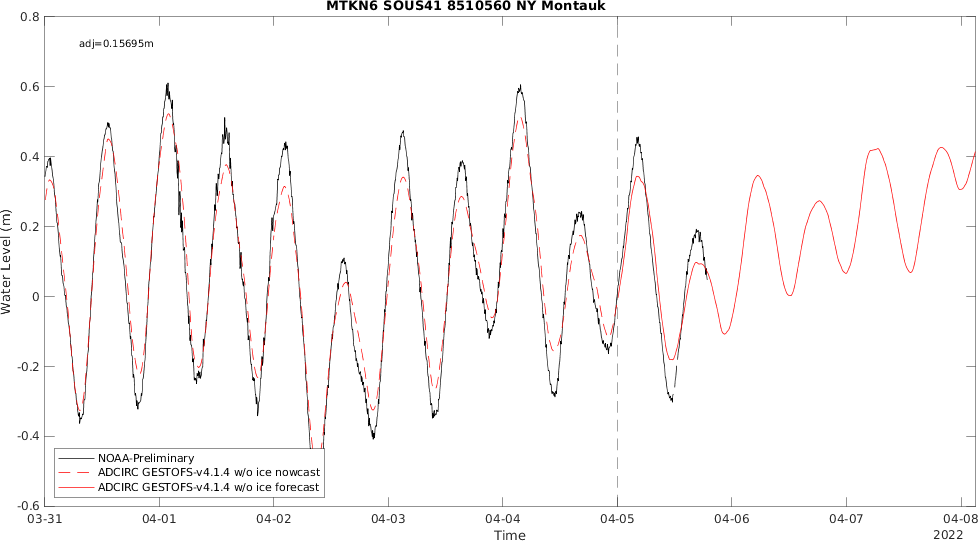 MTKN6 SOUS41 8510560 NY Montauk
adj=0.15695m
0.8
0.6
0.4
0.2
0
-0.2
-0.4
-0.6
Water Level (m)
NOAA-Preliminary
ADCIRC GESTOFS-v4.1.4 w/o ice nowcast
ADCIRC GESTOFS-v4.1.4 w/o ice forecast
03-31 04-01 04-02 04-03 04-04 04-05 04-06 04-07 04-08
Time
2022